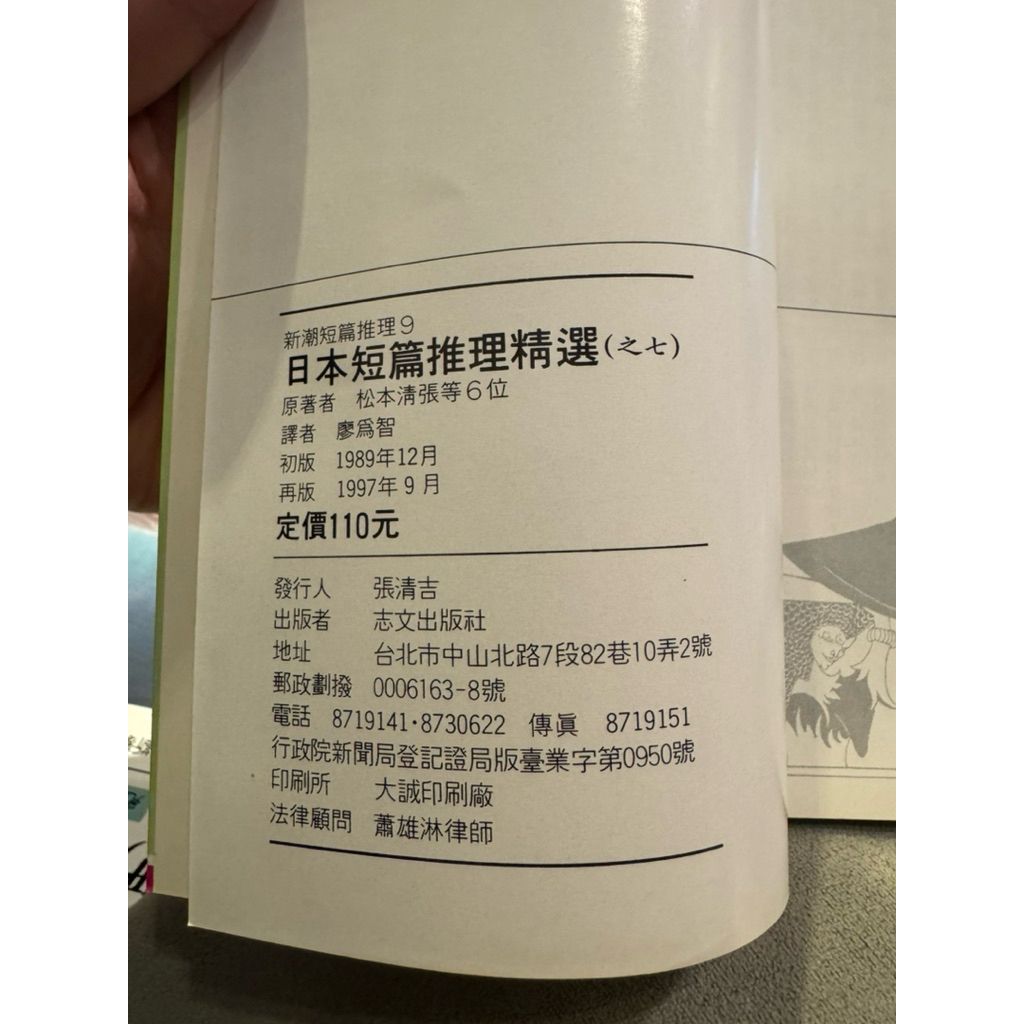 新潮短篇推理9
日本短篇推理精選(之七)
原著者　松本清張等6位
譯者　廖為智
初版　1989年12月
再版　1997年9月
定價110元
發行人　張清吉
出版者　志文出版社
地址　台北市中山北路7段82巷10弄2號
郵政劃撥　0006163-8號
電話　8719141·8730622　傳眞　8719151
行政院新聞局登記證局版臺業字第0950號
印刷所　大誠印刷廠
法律顧問　蕭雄淋律師